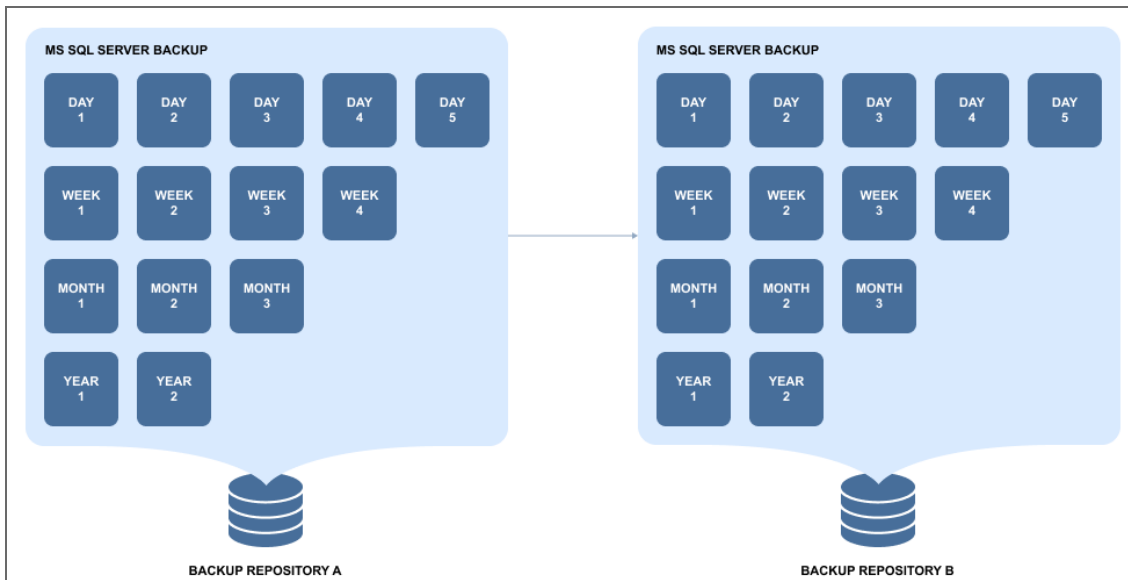 MS SQL SERVER BACKUP
DAY
1
DAY
2
DAY
3
DAY
4
DAY
5
WEEK
1
WEEK
2
WEEK
3
WEEK
4
MONTH
1
MONTH
2
MONTH
3
YEAR
1
YEAR
2
BACKUP REPOSITORY A
MS SQL SERVER BACKUP
DAY
1
DAY
2
DAY
3
DAY
4
DAY
5
WEEK
1
WEEK
2
WEEK
3
WEEK
4
MONTH
1
MONTH
2
MONTH
3
YEAR
1
YEAR
2
BACKUP REPOSITORY B